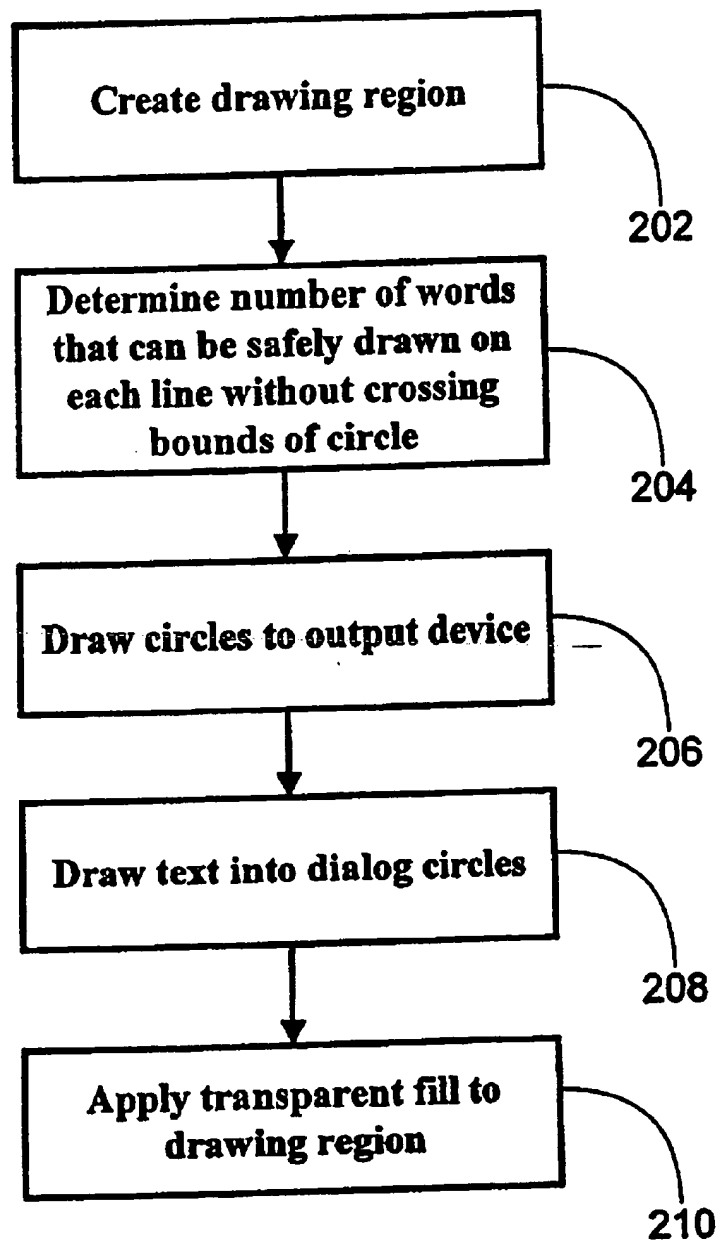 Create drawing region
202
Determine number of words
that can be safely drawn on
each line without crossing
bounds of circle
204
Draw circles to output device
206
Draw text into dialog circles
208
Apply transparent fill to
drawing region
210